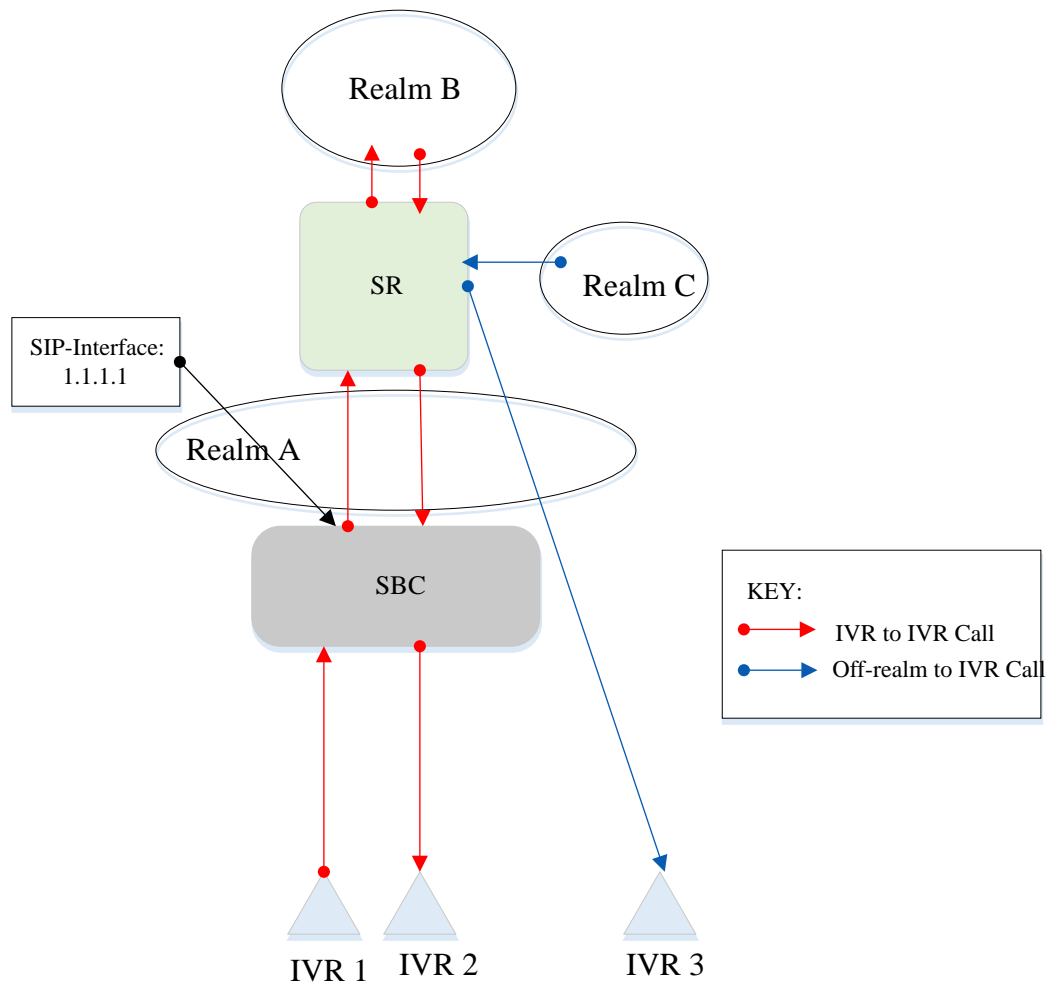 Realm B
SR
Realm C
SIP-Interface:
1.1.1.1
Realm A
SBC
KEY:
IVR to IVR Call
Off-realm to IVR Call
IVR 1
IVR 2
IVR 3